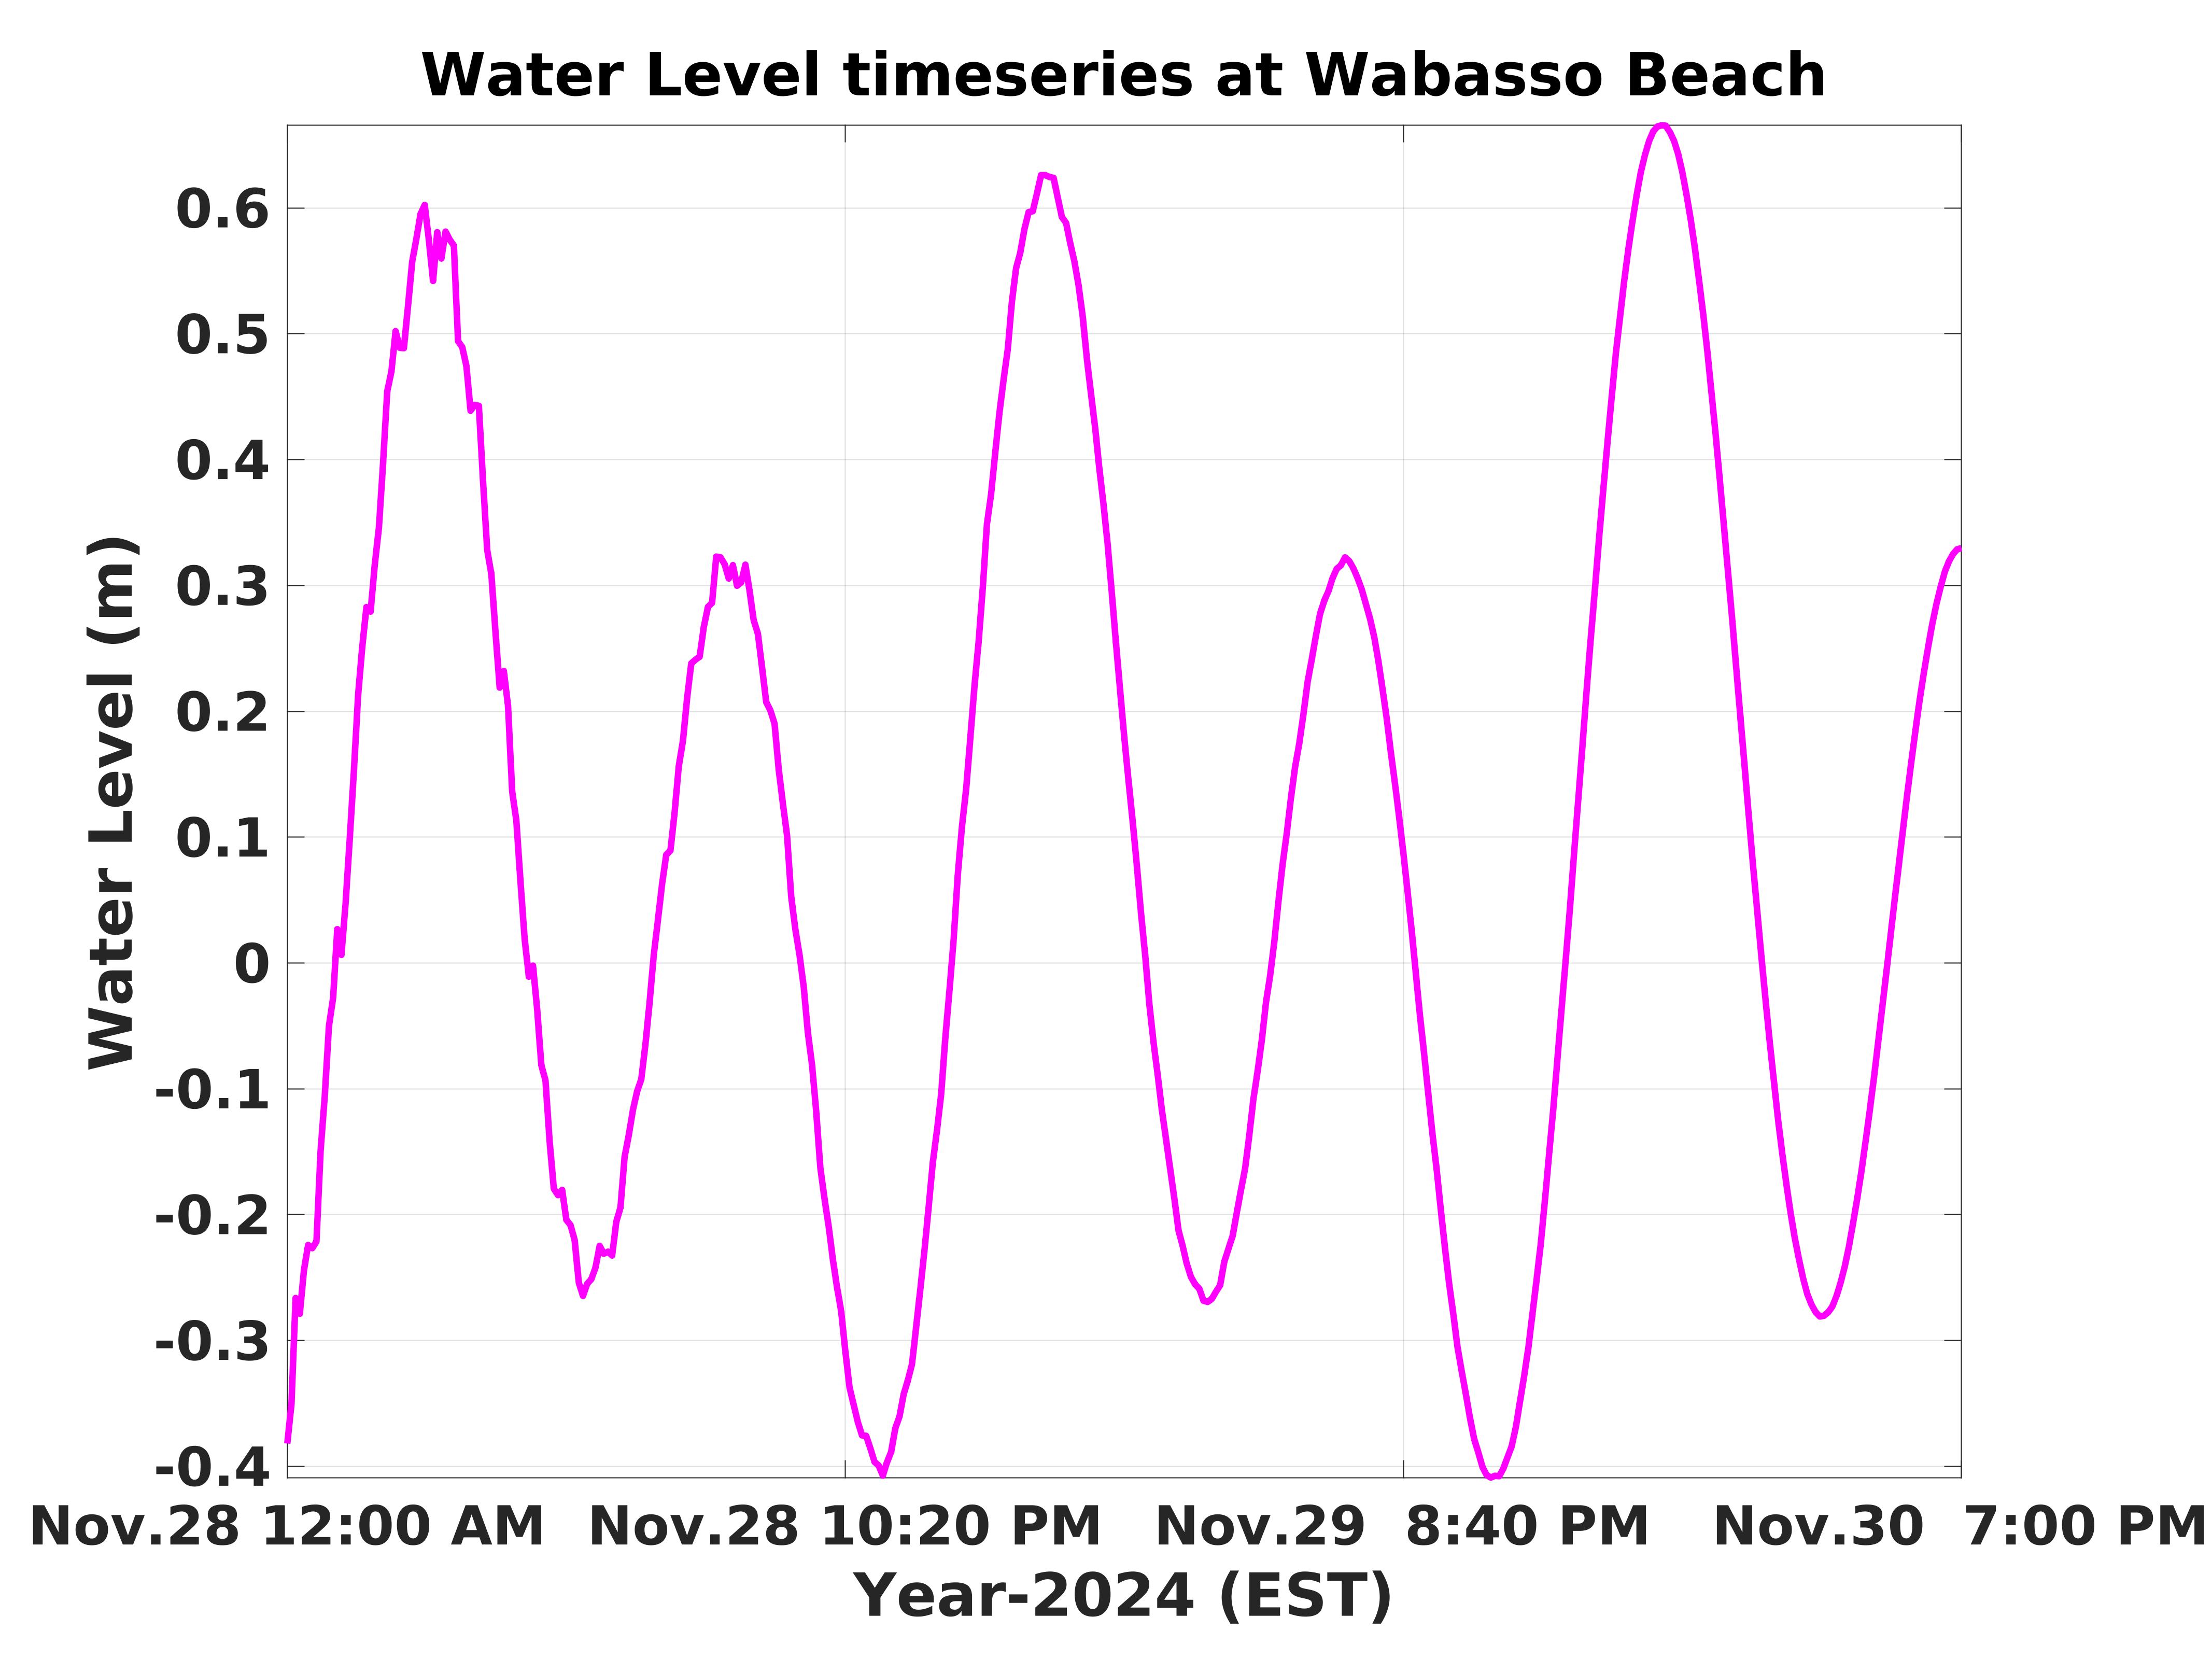 Water Level timeseries at Wabasso Beach
Water Level (m)
0.6
0.5
0.4
0.3
0.2
0.1
0
-0.1
-0.2
-0.3
-0.4
Nov.28 12:00 AM Nov.28 10:20 PM Nov.29 8:40 PM Nov.30 7:00 PM
Year-2024 (EST)